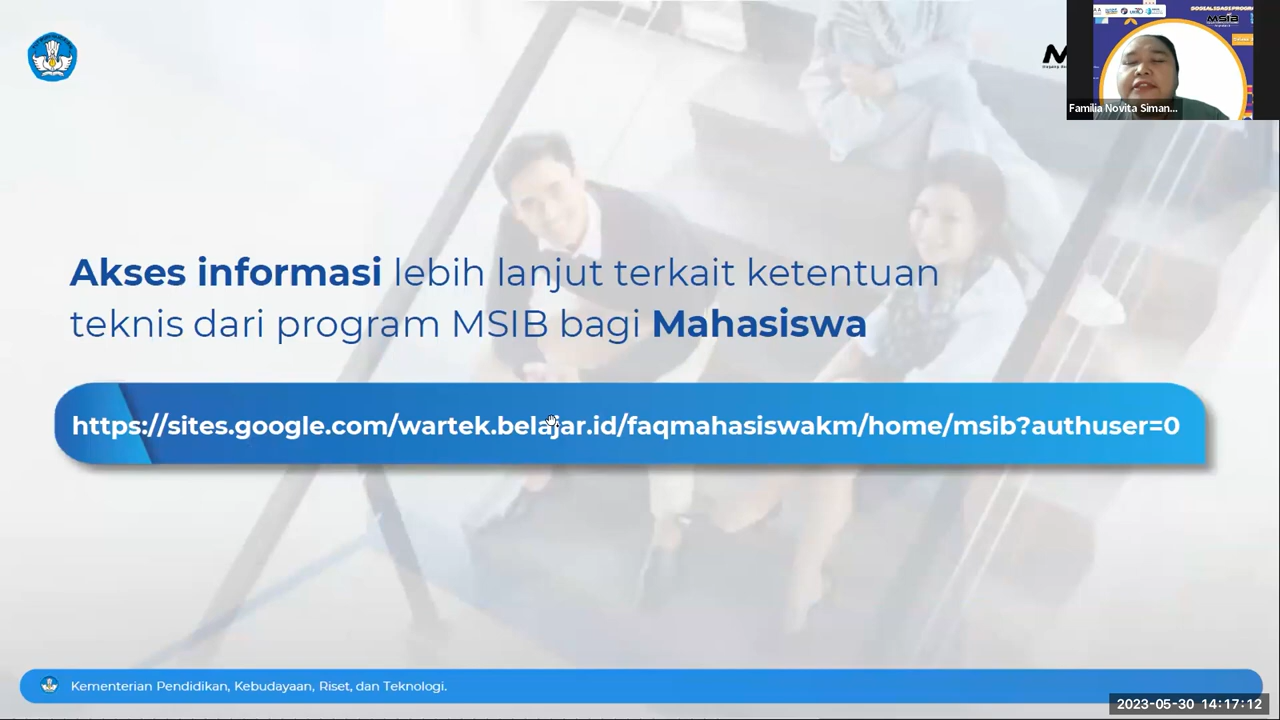 Akses informasi lebih lanjut terkait ketentuan
teknis dari program MSIB bagi Mahasiswa
https://sites.google.com/wartek.belajar.id/faqmahasiswakm/home/msib?authuser=0
Familia Novita Siman...
Kementerian Pendidikan, Kebudayaan, Riset, dan Teknologi.
2023-05-30 14:17:12